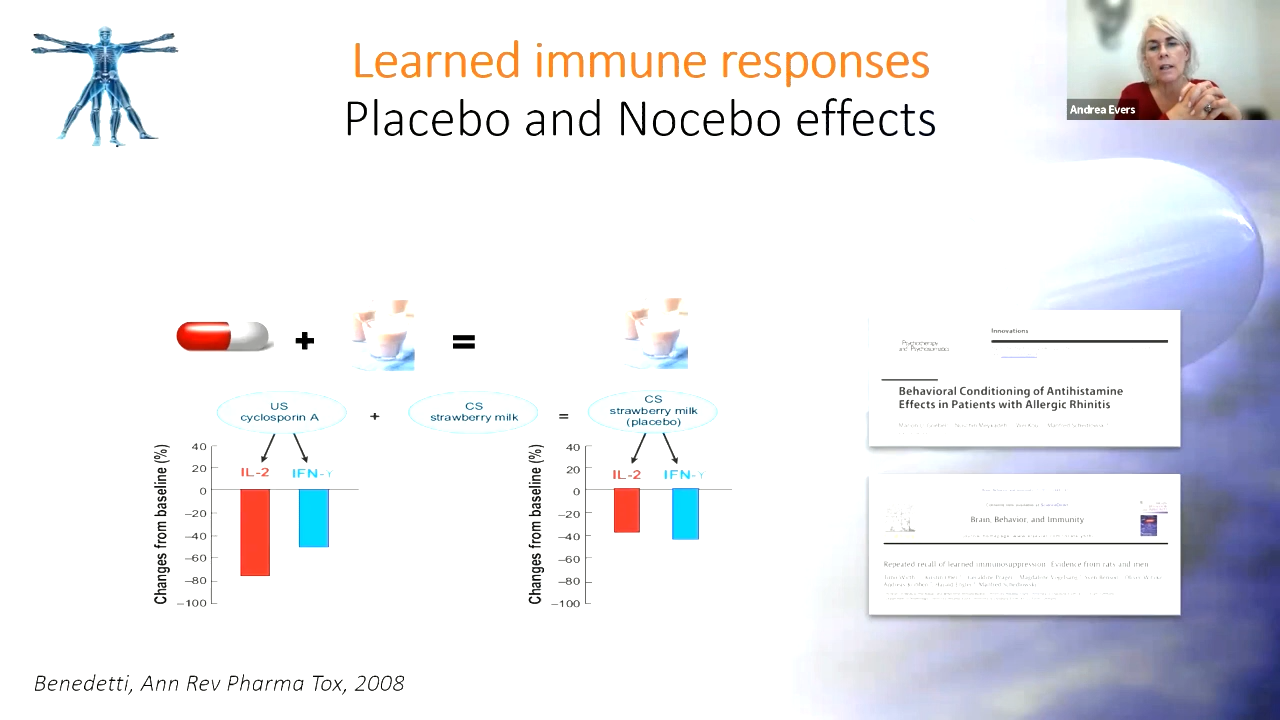 Learned immune responses
Placebo and Nocebo effects
Andrea Evers
+
=
US
cyclosporin A
+
CS
strawberry milk
=
CS
strawberry milk
(placebo)
Changes from baseline (%)
40
20
0
−20
−40
−60
−80
−100
IL-2
IFN-γ
Changes from baseline (%)
40
20
0
−20
−40
−60
−80
−100
IL-2
IFN-γ
Innovations
Psychotherapy
and Psychosomatics
Behavioral Conditioning of Antihistamine
Effects in Patients with Allergic Rhinitis
Brain, Behavior, and Immunity
Repeated recall of learned immunosuppression: Evidence from rats and men
Benedetti, Ann Rev Pharma Tox, 2008